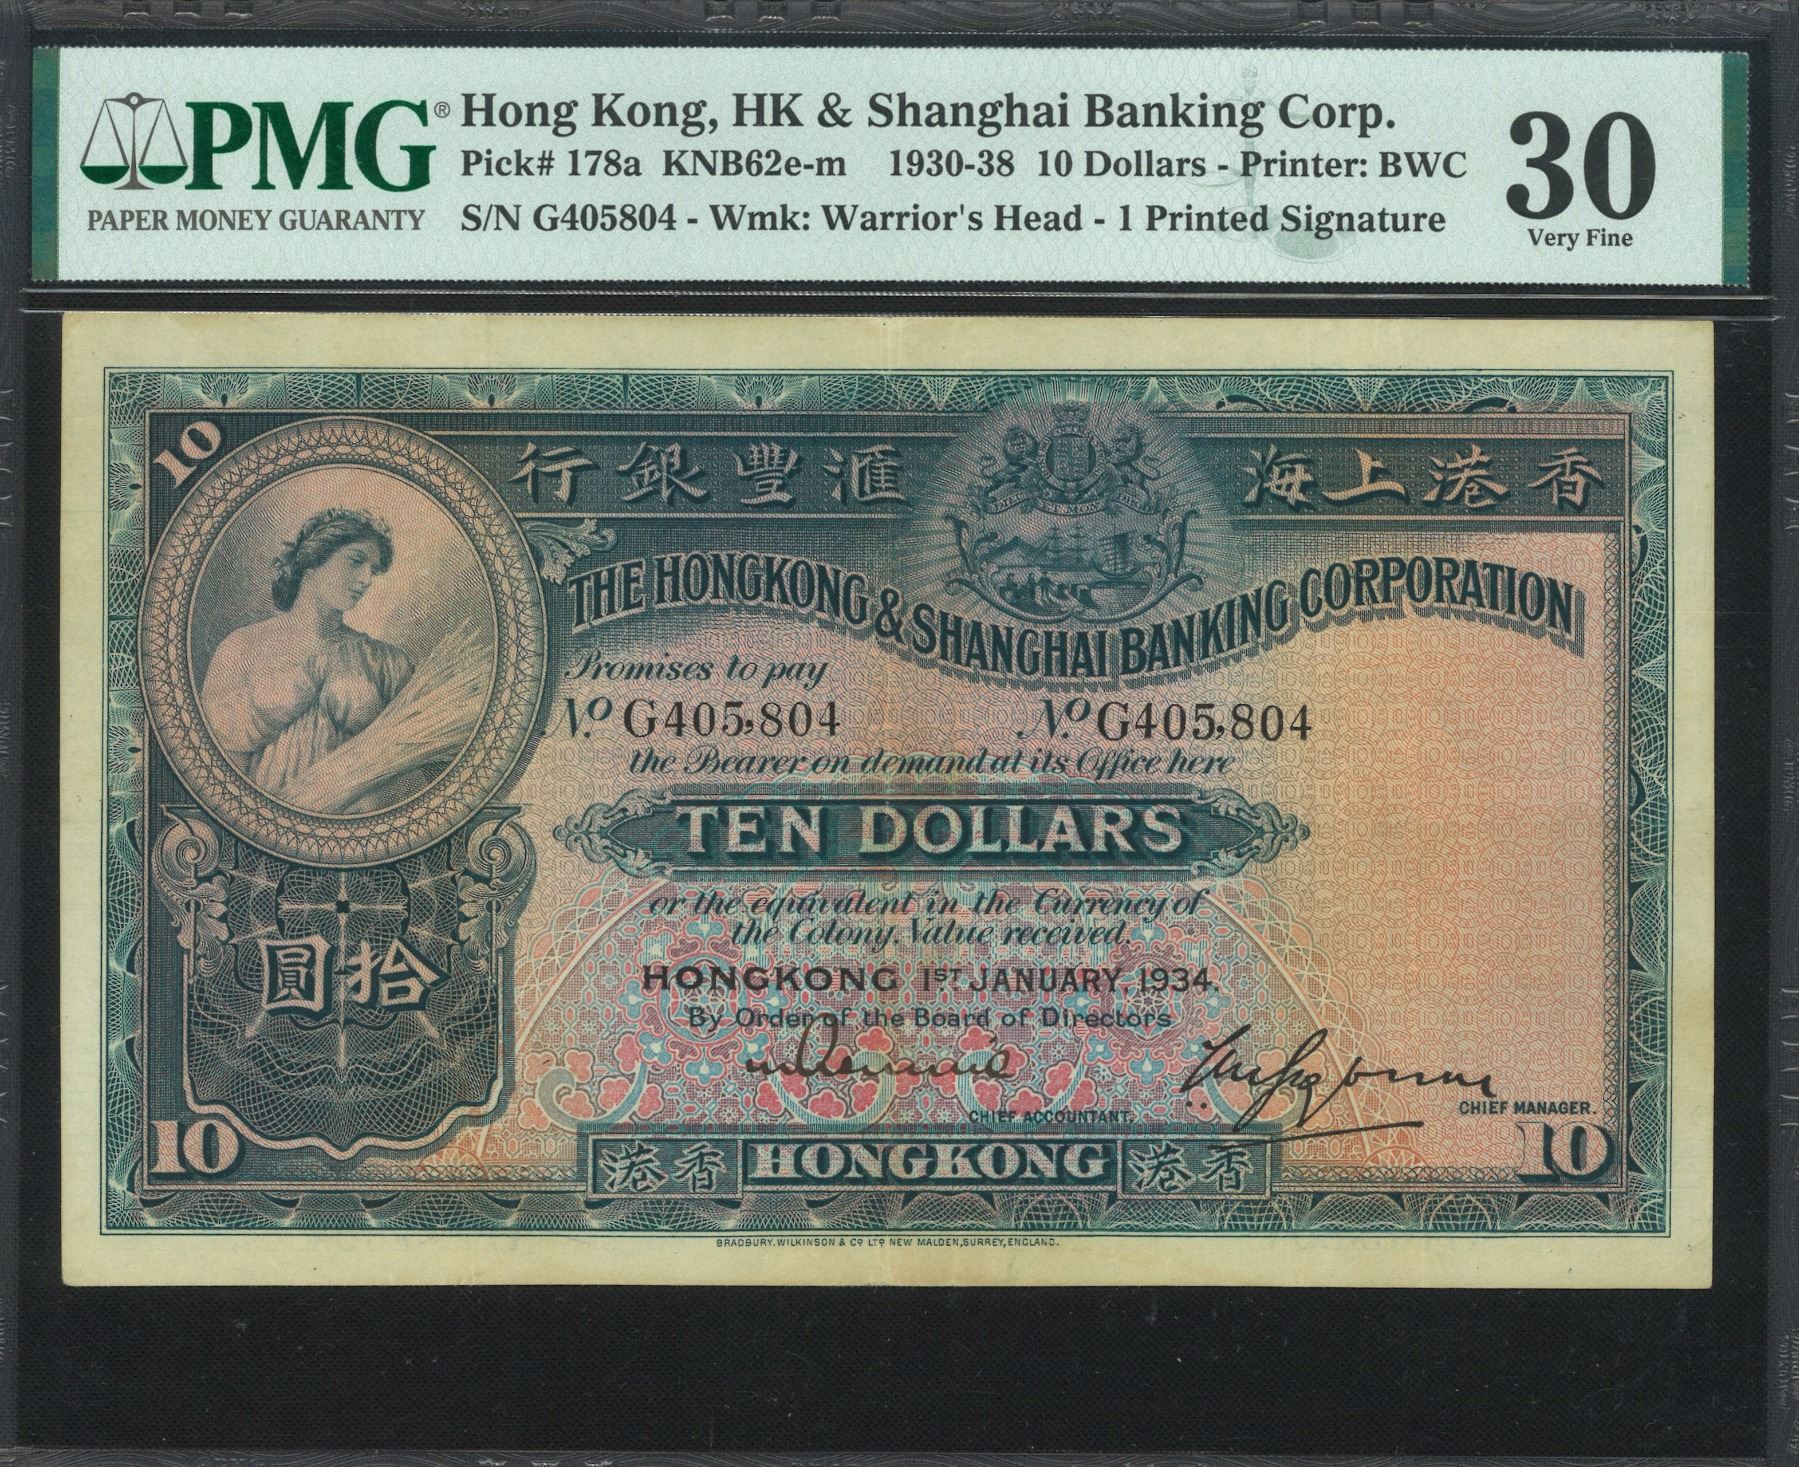 PMG®
PAPER MONEY GUARANTY
Hong Kong, HK & Shanghai Banking Corp.
Pick# 178a KNB62e-m 1930-38 10 Dollars - Printer: BWC
S/N G405804 - Wmk: Warrior's Head - 1 Printed Signature
30
Very Fine
10
行銀豐滙 海上港香
THE HONGKONG & SHANGHAI BANKING CORPORATION
Promises to pay
No. G405,804 No. G405,804
the Bearer on demand at its Office here
TEN DOLLARS
or the equivalent in the Currency of
the Colony. Value received.
圓拾
HONGKONG 1ST JANUARY, 1934.
By Order of the Board of Directors
CHIEF ACCOUNTANT.
CHIEF MANAGER.
10 港香 HONGKONG 港香 10
BRADBURY, WILKINSON & CO LTD NEW MALDEN, SURREY, ENGLAND.